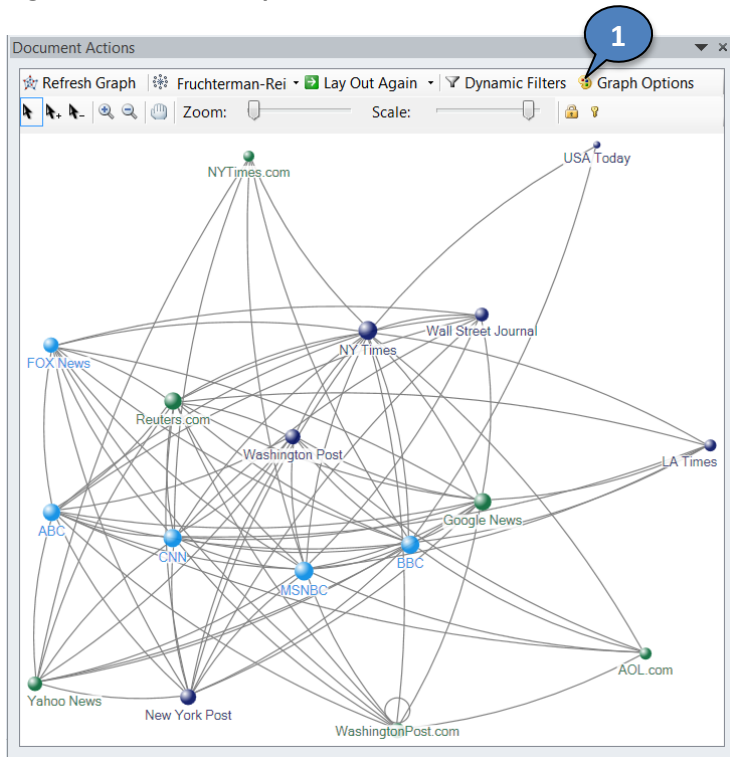 1
Document Actions
Refresh Graph Fruchterman-Rei Lay Out Again Dynamic Filters Graph Options
Zoom: Scale:
USA Today
NYTimes.com
Wall Street Journal
NY Times
FOX News
Reuters.com
Washington Post
LA Times
Google News
ABC
CNN
BBC
MSNBC
AOL.com
Yahoo News
New York Post
WashingtonPost.com